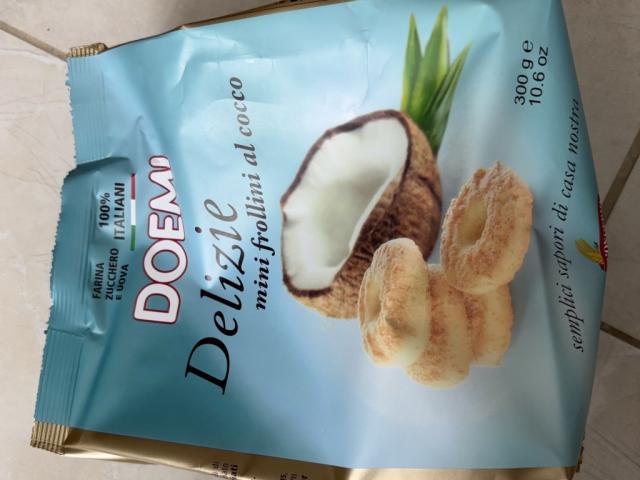 FARINA
ZUCCHERO
E UOVA
100%
ITALIANI
DOEMI
Delizie
mini frollini al cocco
300 g e
10.6 oz
semplici sapori di casa nostra